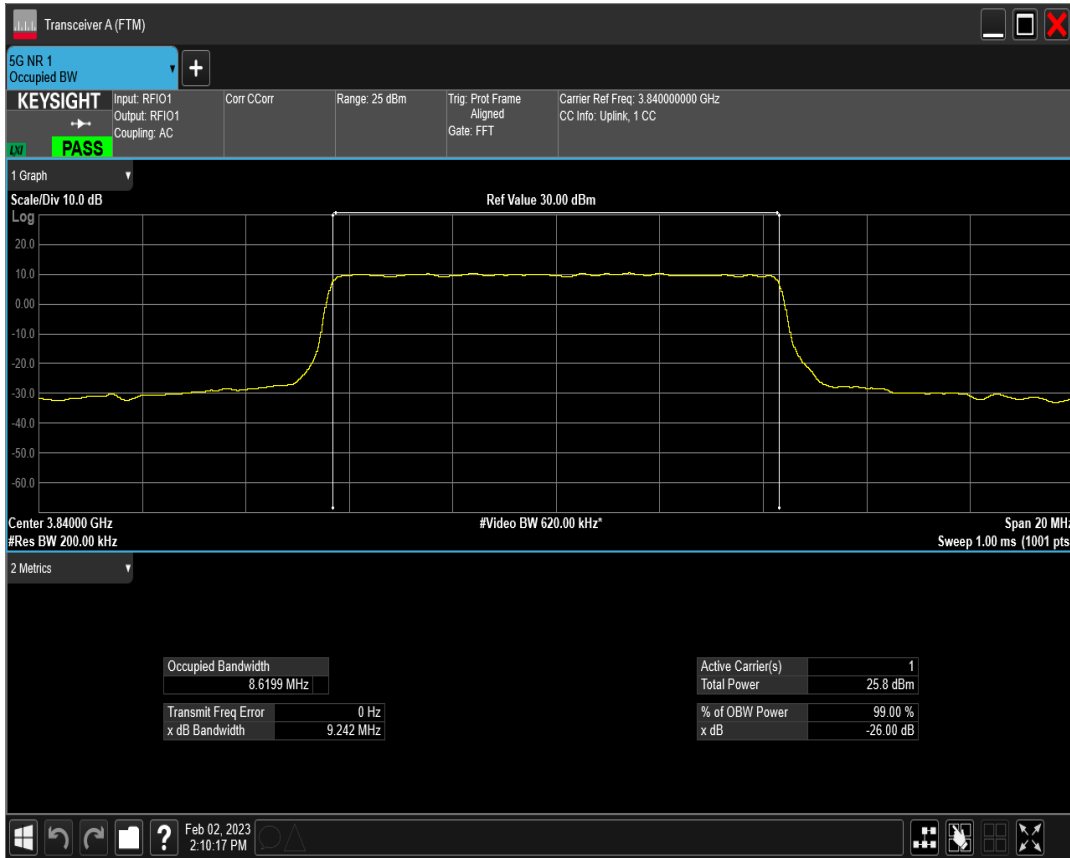 Transceiver A (FTM)
5G NR 1
Occupied BW
+
KEYSIGHT
LXI
PASS
Input: RFIO1
Output: RFIO1
Coupling: AC
Corr CCorr
Range: 25 dBm
Trig: Prot Frame
Aligned
Gate: FFT
Carrier Ref Freq: 3.840000000 GHz
CC Info: Uplink, 1 CC
1 Graph
Scale/Div 10.0 dB
Ref Value 30.00 dBm
Log
20.0
10.0
0.00
-10.0
-20.0
-30.0
-40.0
-50.0
-60.0
Center 3.84000 GHz
#Video BW 620.00 kHz*
Span 20 MHz
#Res BW 200.00 kHz
Sweep 1.00 ms (1001 pts
2 Metrics
Occupied Bandwidth
8.6199 MHz
Transmit Freq Error 0 Hz
x dB Bandwidth 9.242 MHz
Active Carrier(s) 1
Total Power 25.8 dBm
% of OBW Power 99.00 %
x dB -26.00 dB
?
Feb 02, 2023
2:10:17 PM